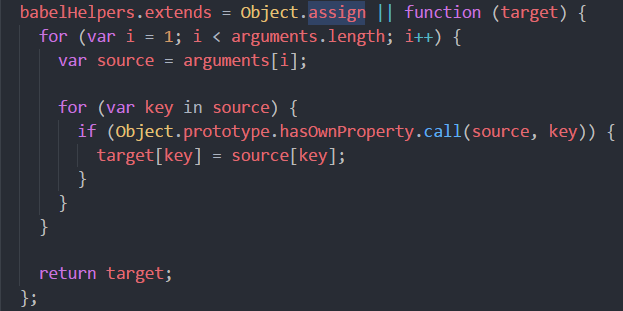 babelHelpers.extends = Object.assign || function (target) {
  for (var i = 1; i < arguments.length; i++) {
    var source = arguments[i];

    for (var key in source) {
      if (Object.prototype.hasOwnProperty.call(source, key)) {
        target[key] = source[key];
      }
    }
  }

  return target;
};